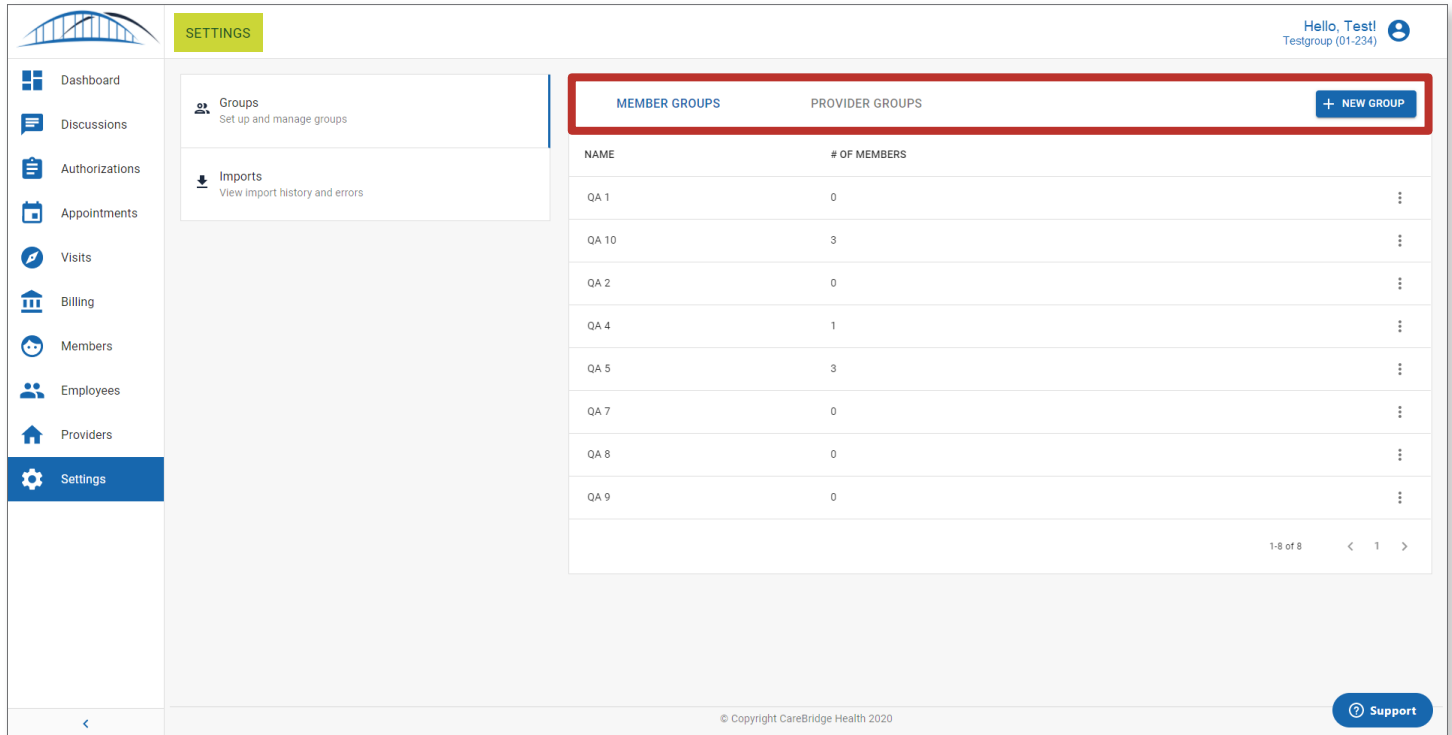 SETTINGS
Hello, Test!
Testgroup (01-234)
Dashboard
Discussions
Authorizations
Appointments
Visits
Billing
Members
Employees
Providers
Settings
Groups
Set up and manage groups
Imports
View import history and errors
MEMBER GROUPS PROVIDER GROUPS + NEW GROUP
NAME # OF MEMBERS
QA 1 0
QA 10 3
QA 2 0
QA 4 1
QA 5 3
QA 7 0
QA 8 0
QA 9 0
1-8 of 8 < 1 >
© Copyright CareBridge Health 2020
Support